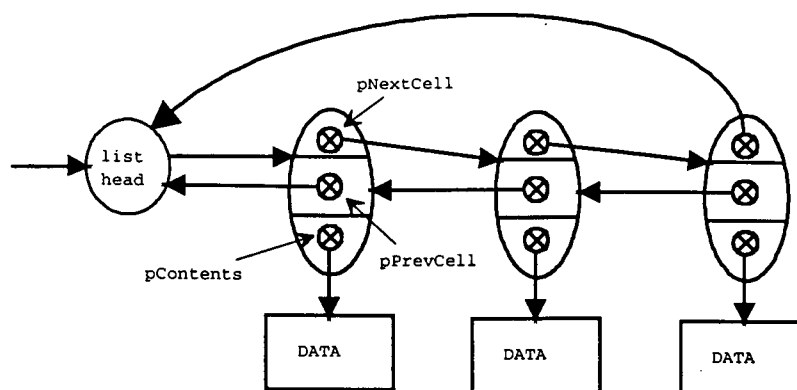 pNextCell
list
head
pPrevCell
pContents
DATA
DATA
DATA